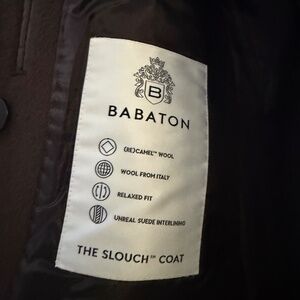 B
BABATON
(RE)CAMEL™ WOOL
WOOL FROM ITALY
RELAXED FIT
UNREAL SUEDE INTERLINING
THE SLOUCH™ COAT